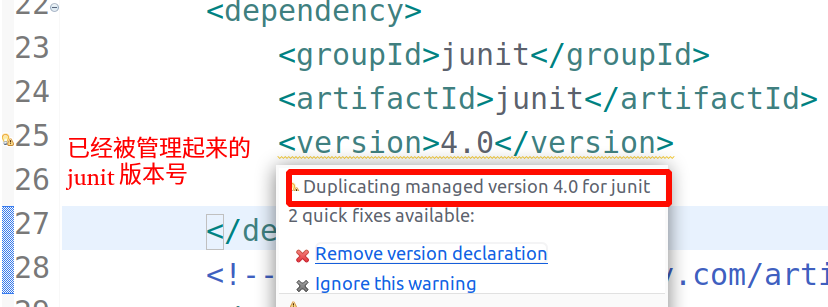 22 <dependency>
23 <groupId>junit</groupId>
24 <artifactId>junit</artifactId>
25 <version>4.0</version>
已经被管理起来的
junit 版本号
26
Duplicating managed version 4.0 for junit
2 quick fixes available:
27 </de
Remove version declaration
28 <!-- y.com/arti
Ignore this warning